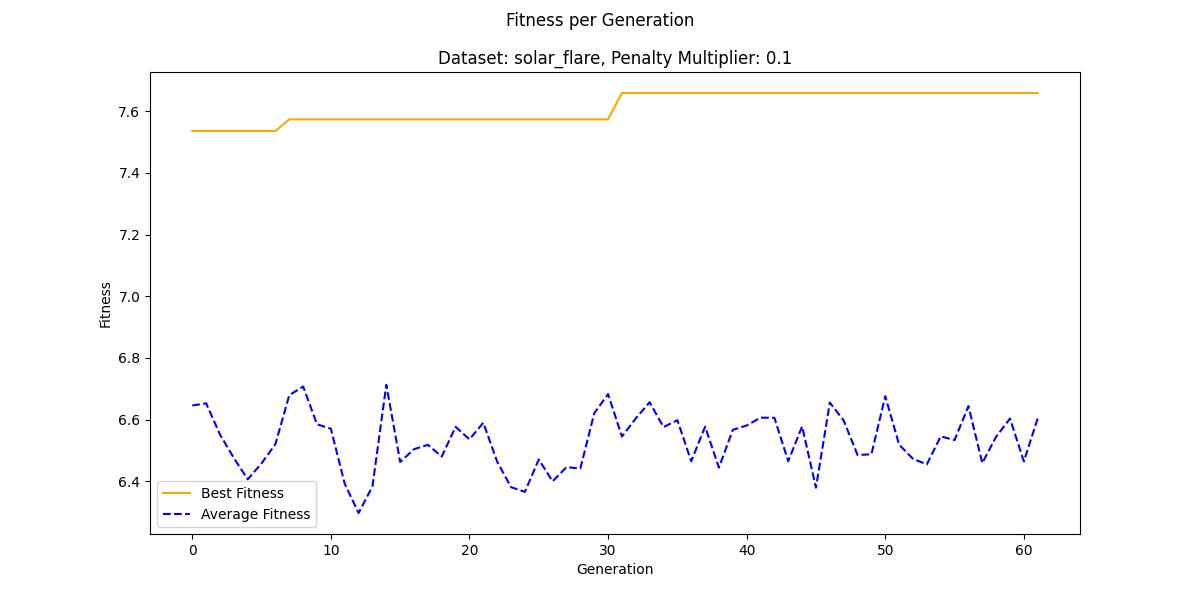 Fitness per Generation
Dataset: solar_flare, Penalty Multiplier: 0.1
7.6
7.4
7.2
7.0
6.8
6.6
6.4
Fitness
Best Fitness
Average Fitness
0 10 20 30 40 50 60
Generation